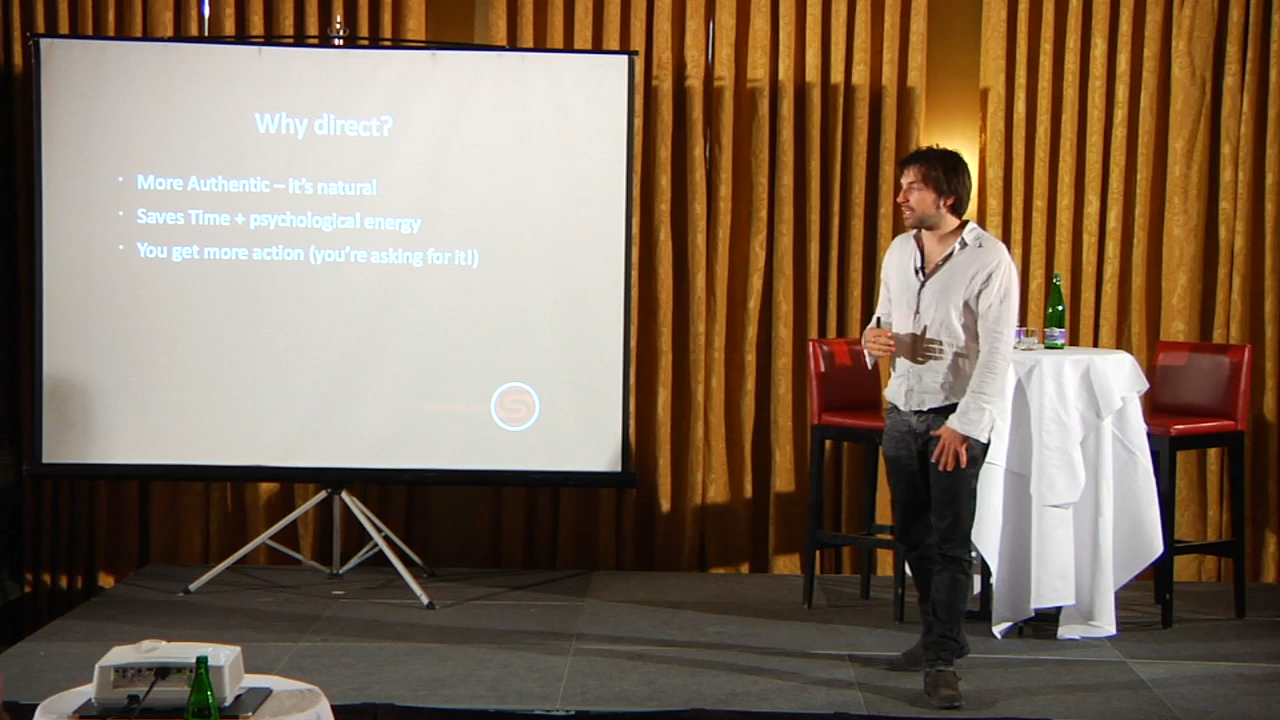 Why direct?
• More Authentic – it's natural
• Saves Time + psychological energy
• You get more action (you're asking for it!)
S